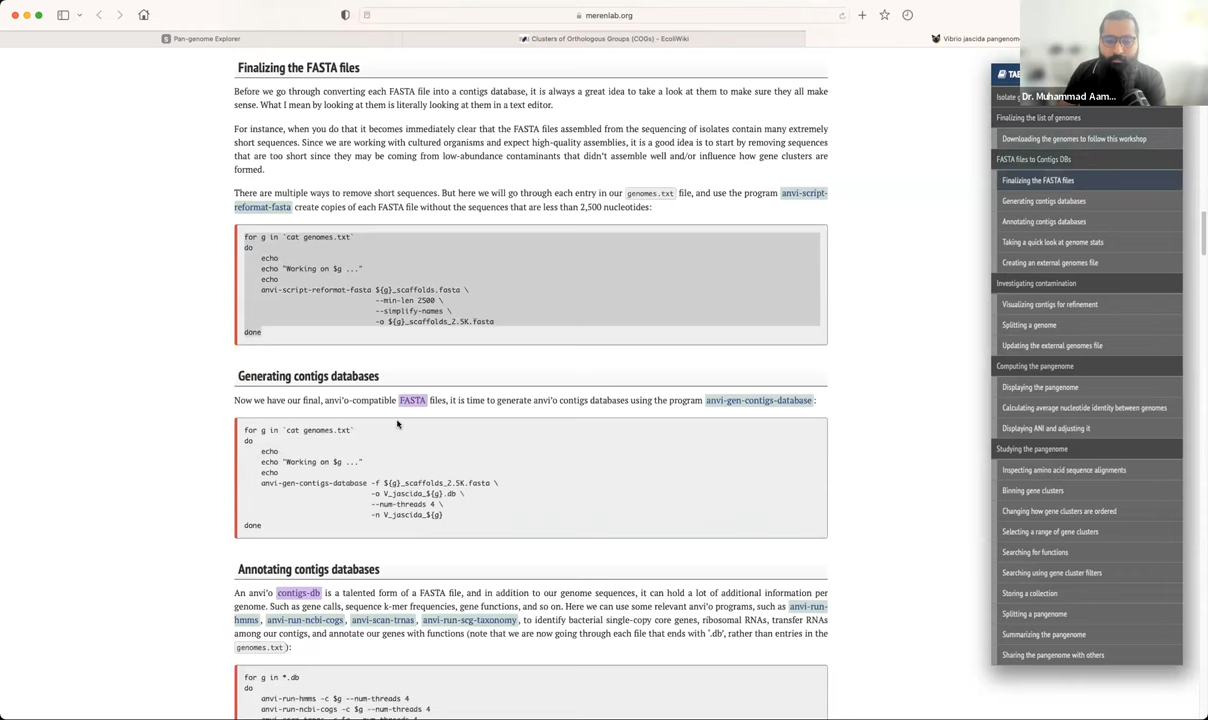 merenlab.org
Pan-genome Explorer
Clusters of Orthologous Groups (COGs) - EcoliWiki
Vibrio jascida pangenom
Dr. Muhammad Aam...
Finalizing the FASTA files
Before we go through converting each FASTA file into a contigs database, it is always a great idea to take a look at them to make sure they all make
sense. What I mean by looking at them is literally looking at them in a text editor.
For instance, when you do that it becomes immediately clear that the FASTA files assembled from the sequencing of isolates contain many extremely
short sequences. Since we are working with cultured organisms and expect high-quality assemblies, it is a good idea is to start by removing sequences
that are too short since they may be coming from low-abundance contaminants that didn't assemble well and/or influence how gene clusters are
formed.
There are multiple ways to remove short sequences. But here we will go through each entry in our genomes.txt file, and use the program anvi-script-
reformat-fasta create copies of each FASTA file without the sequences that are less than 2,500 nucleotides:
for g in `cat genomes.txt`
do
echo
echo "Working on $g ..."
echo
anvi-script-reformat-fasta ${g}_scaffolds.fasta \
--min-len 2500 \
--simplify-names \
-o ${g}_scaffolds_2.5K.fasta
done
Generating contigs databases
Now we have our final, anvi'o-compatible FASTA files, it is time to generate anvi'o contigs databases using the program anvi-gen-contigs-database :
for g in `cat genomes.txt`
do
echo
echo "Working on $g ..."
echo
anvi-gen-contigs-database -f ${g}_scaffolds_2.5K.fasta \
-o V_jascida_${g}.db \
--num-threads 4 \
-n V_jascida_${g}
done
Annotating contigs databases
An anvi'o contigs-db is a talented form of a FASTA file, and in addition to our genome sequences, it can hold a lot of additional information per
genome. Such as gene calls, sequence k-mer frequencies, gene functions, and so on. Here we can use some relevant anvi'o programs, such as anvi-run-
hmms , anvi-run-ncbi-cogs , anvi-scan-trnas , anvi-run-scg-taxonomy , to identify bacterial single-copy core genes, ribosomal RNAs, transfer RNAs
among our contigs, and annotate our genes with functions (note that we are now going through each file that ends with '.db', rather than entries in the
genomes.txt ):
for g in *.db
do
anvi-run-hmms -c $g --num-threads 4
anvi-run-ncbi-cogs -c $g --num-threads 4
TAB
Isolate g
Finalizing the list of genomes
Downloading the genomes to follow this workshop
FASTA files to Contigs DBs
Finalizing the FASTA files
Generating contigs databases
Annotating contigs databases
Taking a quick look at genome stats
Creating an external genomes file
Investigating contamination
Visualizing contigs for refinement
Splitting a genome
Updating the external genomes file
Computing the pangenome
Displaying the pangenome
Calculating average nucleotide identity between genomes
Displaying ANI and adjusting it
Studying the pangenome
Inspecting amino acid sequence alignments
Binning gene clusters
Changing how gene clusters are ordered
Selecting a range of gene clusters
Searching for functions
Searching using gene cluster filters
Storing a collection
Splitting a pangenome
Summarizing the pangenome
Sharing the pangenome with others